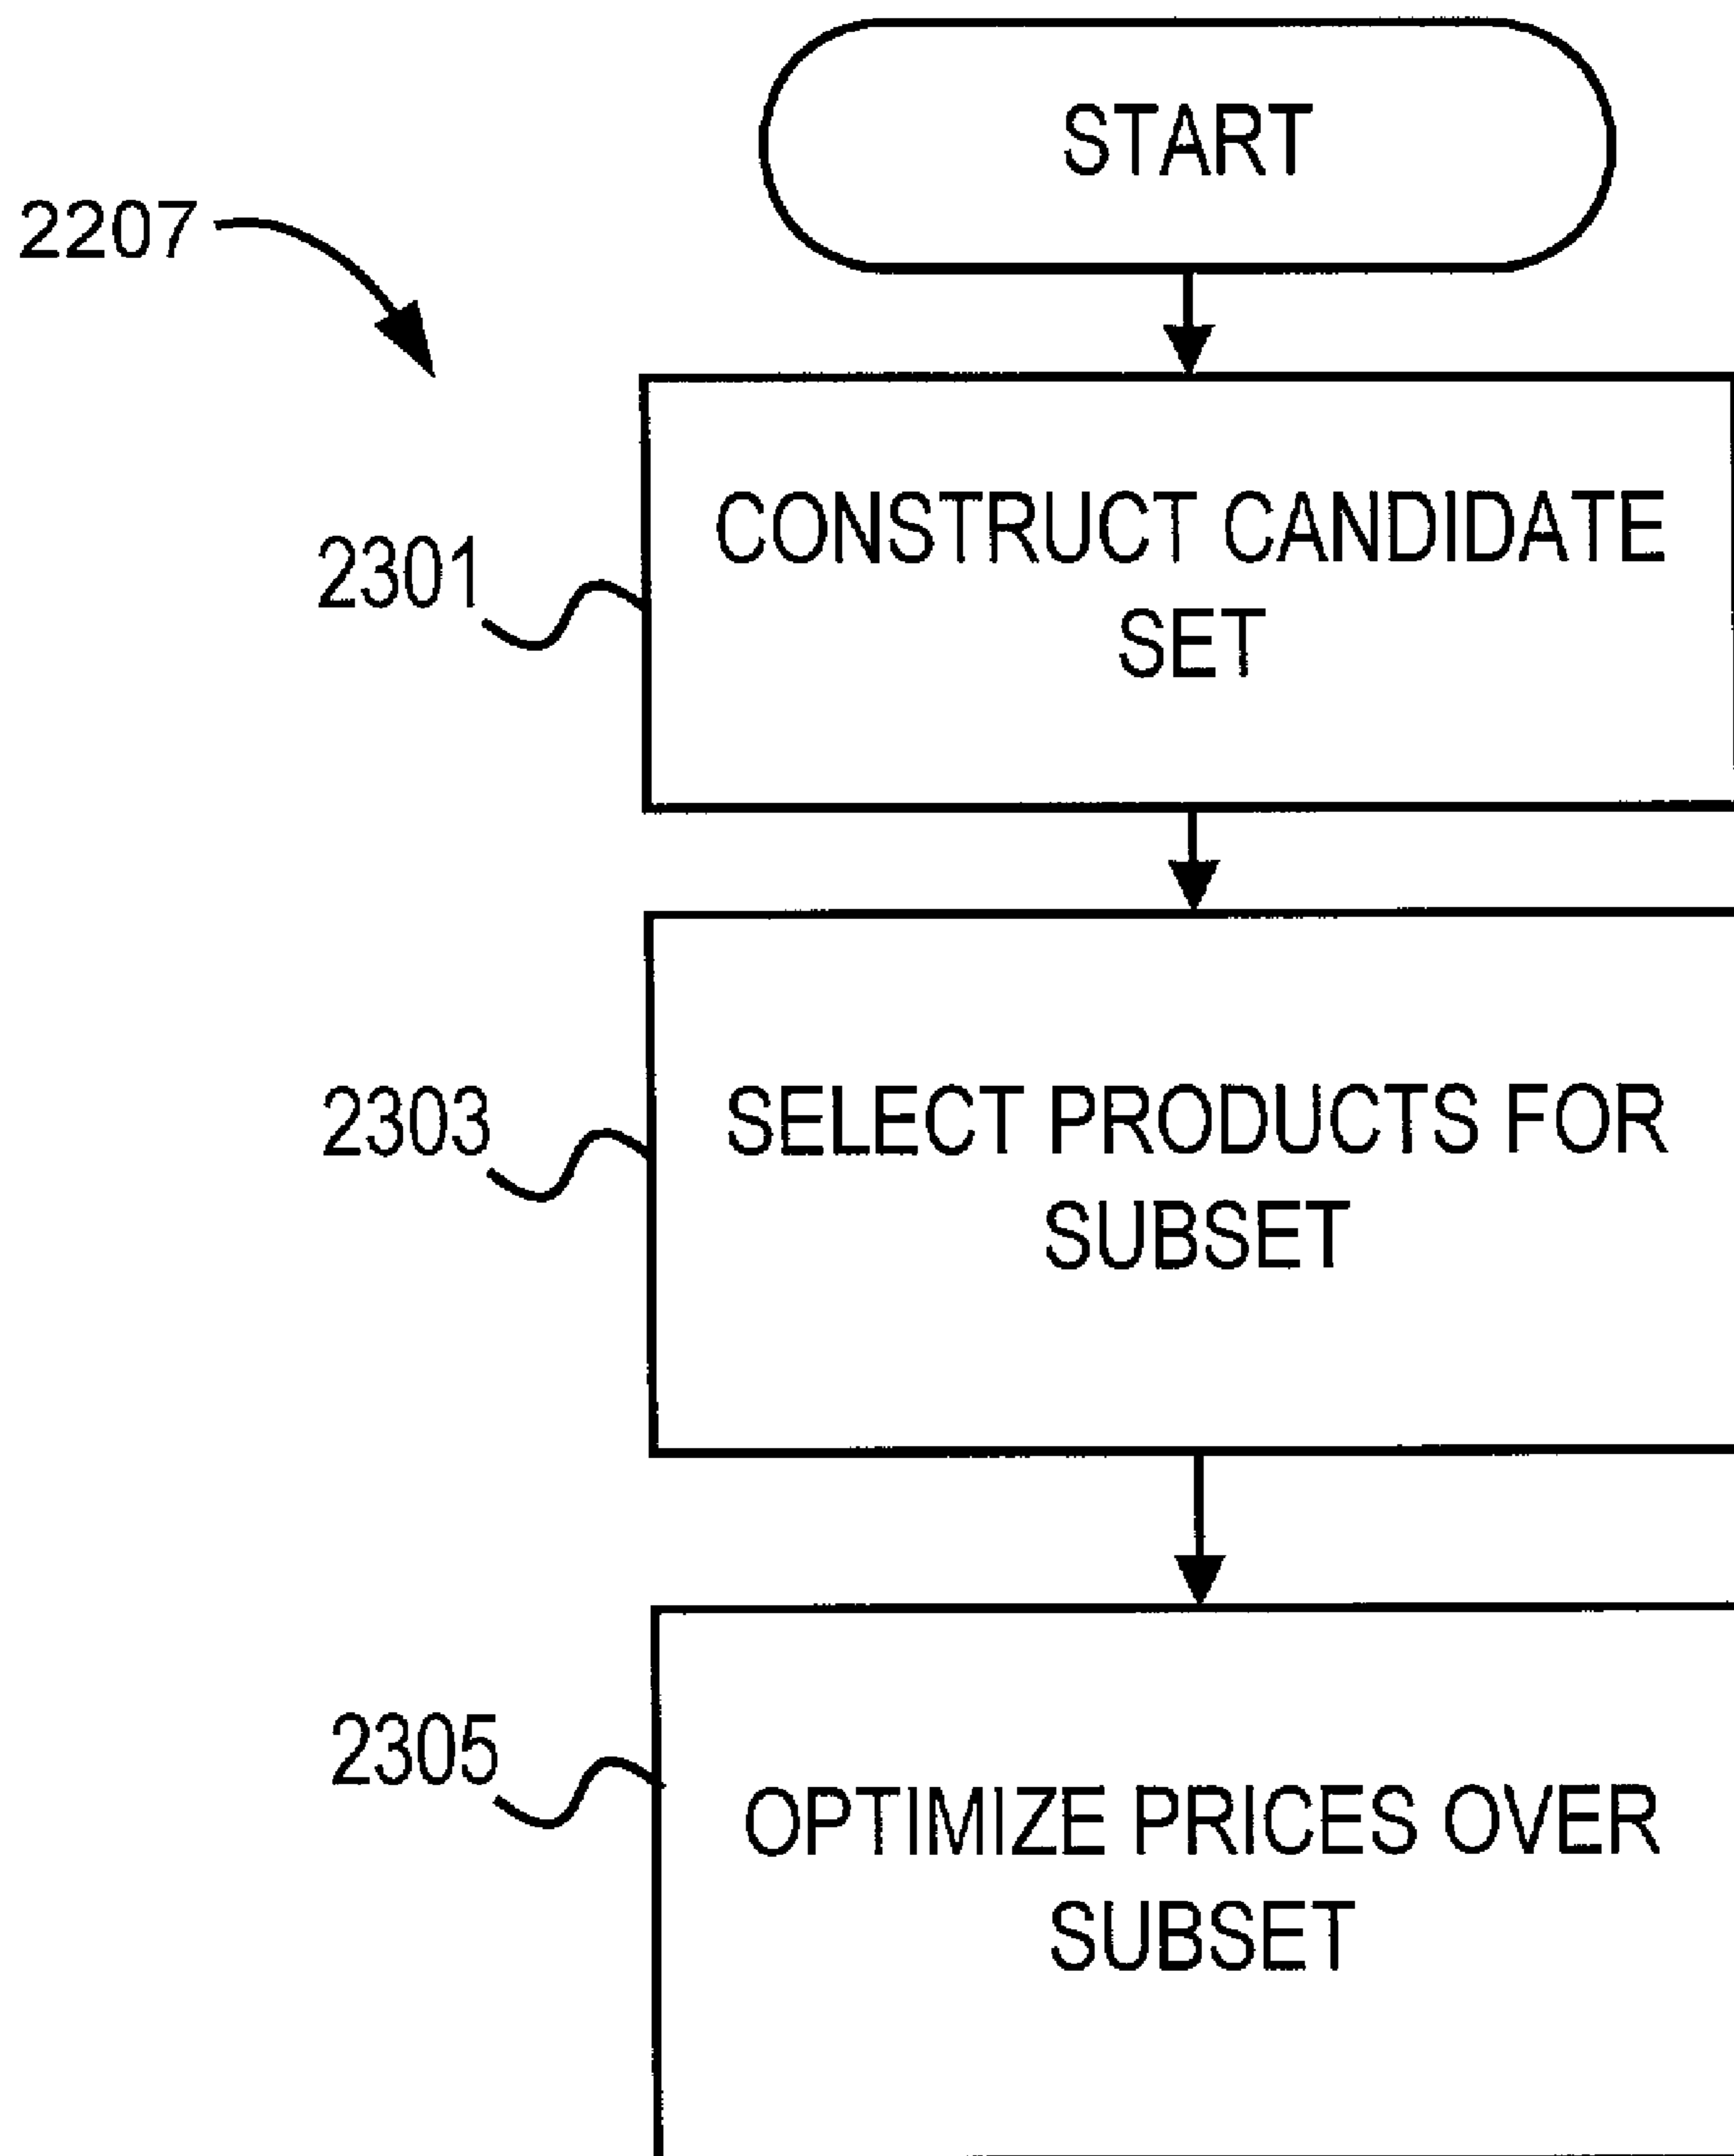 START
2207
CONSTRUCT CANDIDATE
SET
2301
SELECT PRODUCTS FOR
SUBSET
2303
OPTIMIZE PRICES OVER
SUBSET
2305